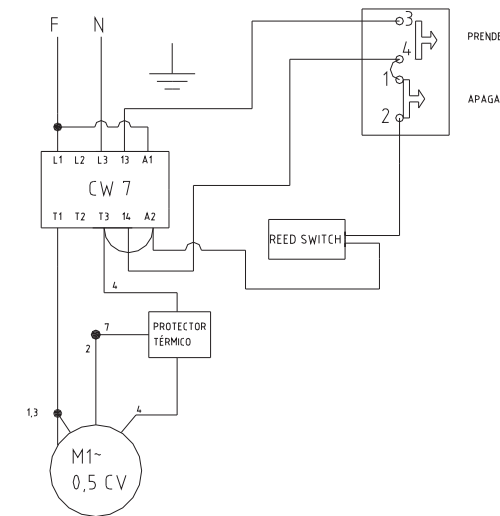 F N
3
PRENDE
4
1
APAGA
2
L1 L2 L3 13 A1
CW 7
T1 T2 T3 14 A2
REED SWITCH
4
PROTECTOR
TÉRMICO
7
2
1,3
4
M1~
0,5 CV